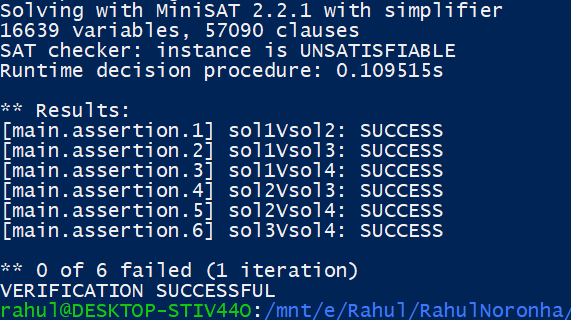 Solving with MiniSAT 2.2.1 with simplifier
16639 variables, 57090 clauses
SAT checker: instance is UNSATISFIABLE
Runtime decision procedure: 0.109515s
** Results:
[main.assertion.1] sol1Vsol2: SUCCESS
[main.assertion.2] sol1Vsol3: SUCCESS
[main.assertion.3] sol1Vsol4: SUCCESS
[main.assertion.4] sol2Vsol3: SUCCESS
[main.assertion.5] sol2Vsol4: SUCCESS
[main.assertion.6] sol3Vsol4: SUCCESS
** 0 of 6 failed (1 iteration)
VERIFICATION SUCCESSFUL
rahul@DESKTOP-STIV44O:/mnt/e/Rahul/RahulNoronha/